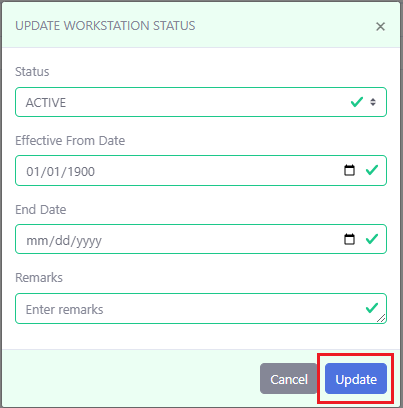 UPDATE WORKSTATION STATUS ×
Status
ACTIVE
Effective From Date
01/01/1900
End Date
mm/dd/yyyy
Remarks
Enter remarks
Cancel Update